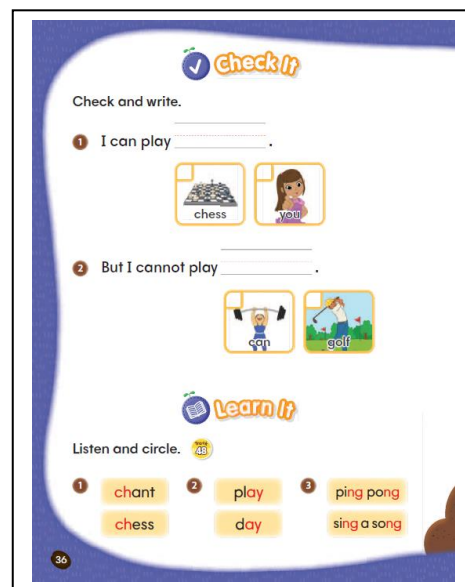 Check It
Check and write.
1 I can play .
chess you
2 But I cannot play .
can golf
Learn It
Listen and circle. Track 48
1 chant 2 play 3 ping pong
chess day sing a song
36